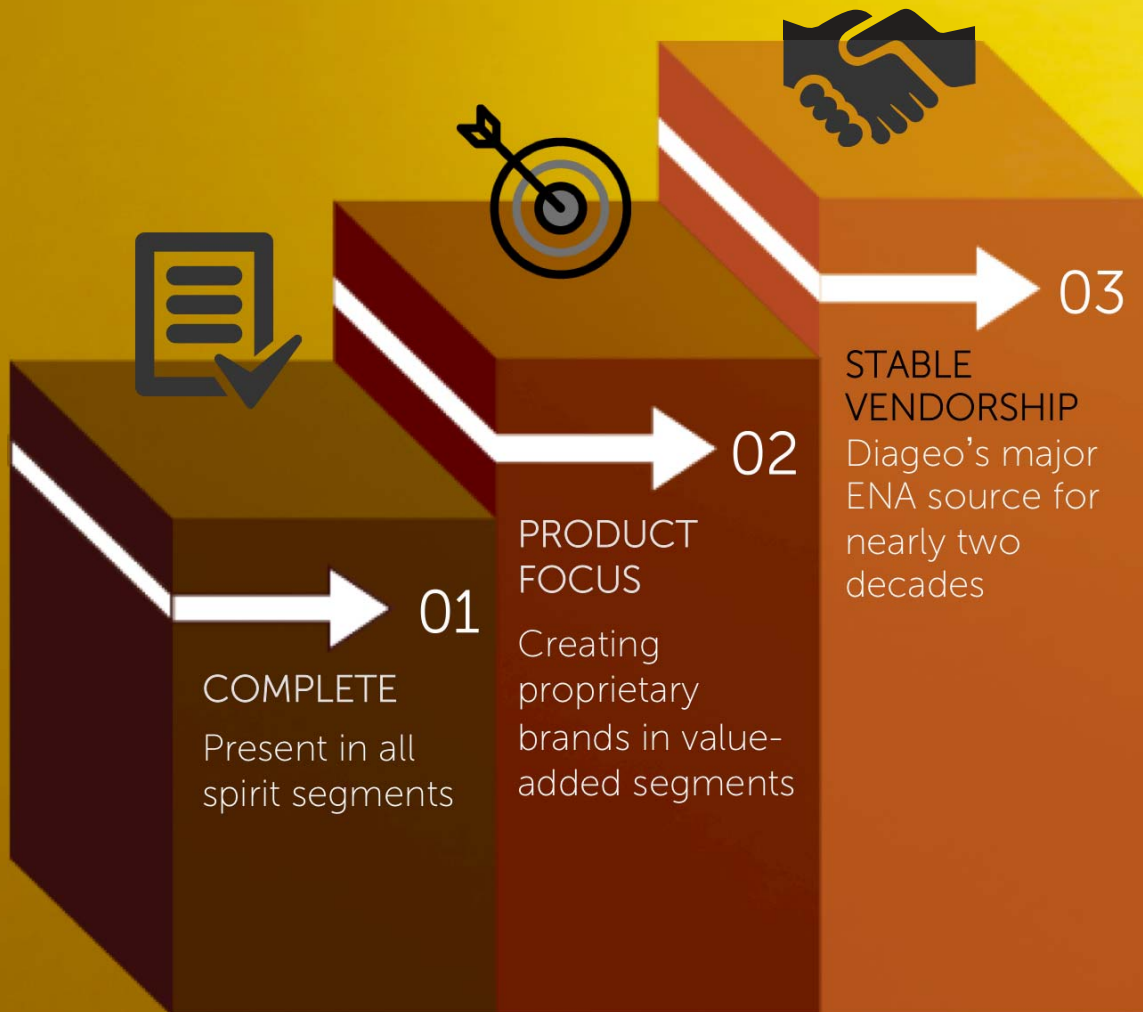 01
COMPLETE
Present in all
spirit segments
02
PRODUCT
FOCUS
Creating
proprietary
brands in value-
added segments
03
STABLE
VENDORSHIP
Diageo’s major
ENA source for
nearly two
decades